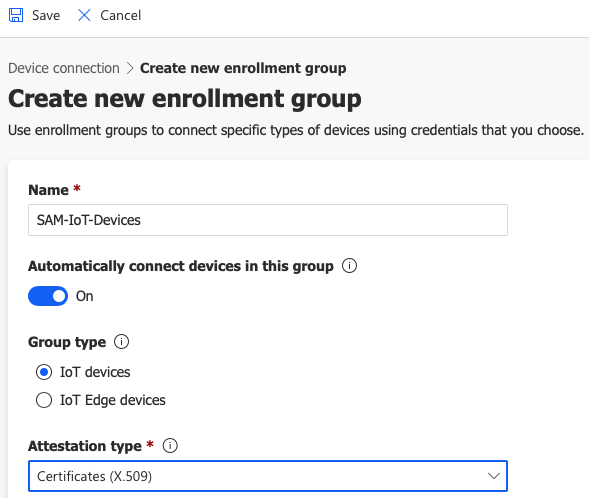 Save Cancel
Device connection > Create new enrollment group
Create new enrollment group
Use enrollment groups to connect specific types of devices using credentials that you choose.
Name *
SAM-IoT-Devices
Automatically connect devices in this group
On
Group type
IoT devices
IoT Edge devices
Attestation type *
Certificates (X.509)